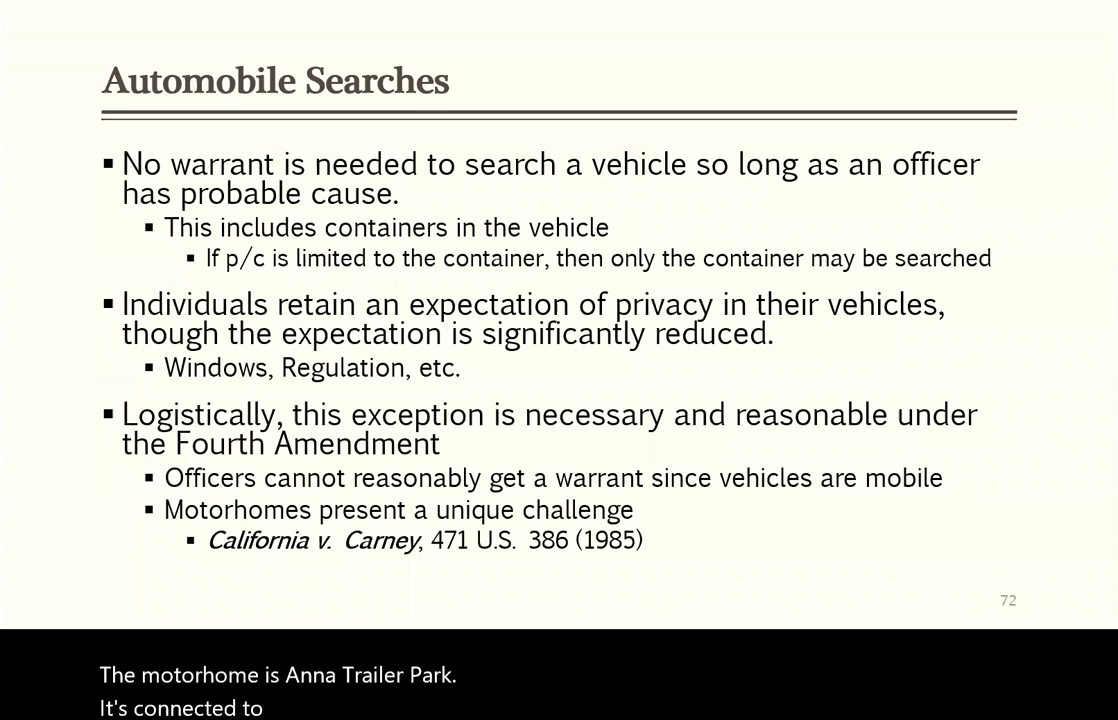 Automobile Searches
▪ No warrant is needed to search a vehicle so long as an officer
has probable cause.
▪ This includes containers in the vehicle
▪ If p/c is limited to the container, then only the container may be searched
▪ Individuals retain an expectation of privacy in their vehicles,
though the expectation is significantly reduced.
▪ Windows, Regulation, etc.
▪ Logistically, this exception is necessary and reasonable under
the Fourth Amendment
▪ Officers cannot reasonably get a warrant since vehicles are mobile
▪ Motorhomes present a unique challenge
▪ California v. Carney, 471 U.S. 386 (1985)
72
The motorhome is Anna Trailer Park.
It's connected to